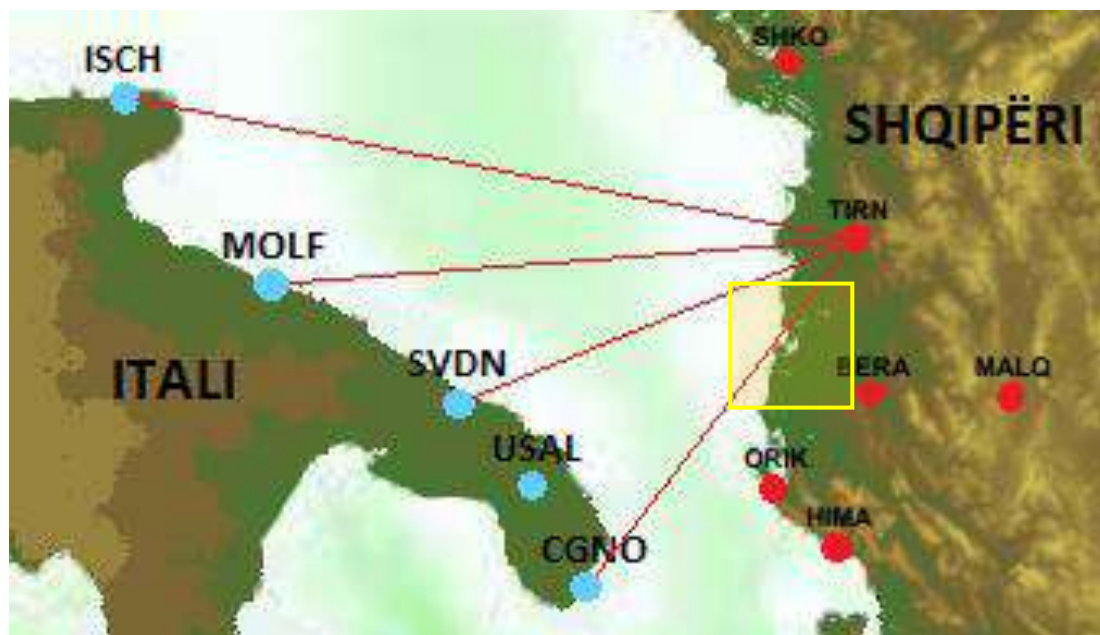 SHKO
ISCH
SHQIPËRI
TIRN
MOLF
SVDN
BERA
MALQ
ITALI
USAL
ORIK
HIMA
CGNO